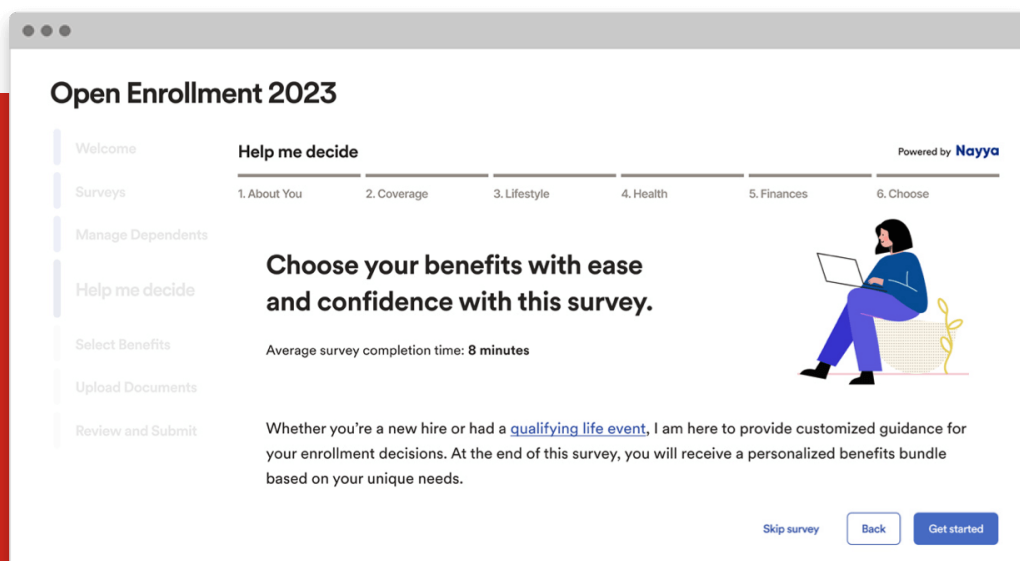 Open Enrollment 2023
Welcome
Surveys
Manage Dependents
Help me decide
Select Benefits
Upload Documents
Review and Submit
Help me decide
Powered by Nayya
1. About You
2. Coverage
3. Lifestyle
4. Health
5. Finances
6. Choose
Choose your benefits with ease
and confidence with this survey.
Average survey completion time: 8 minutes
Whether you’re a new hire or had a qualifying life event, I am here to provide customized guidance for
your enrollment decisions. At the end of this survey, you will receive a personalized benefits bundle
based on your unique needs.
Skip survey
Back
Get started